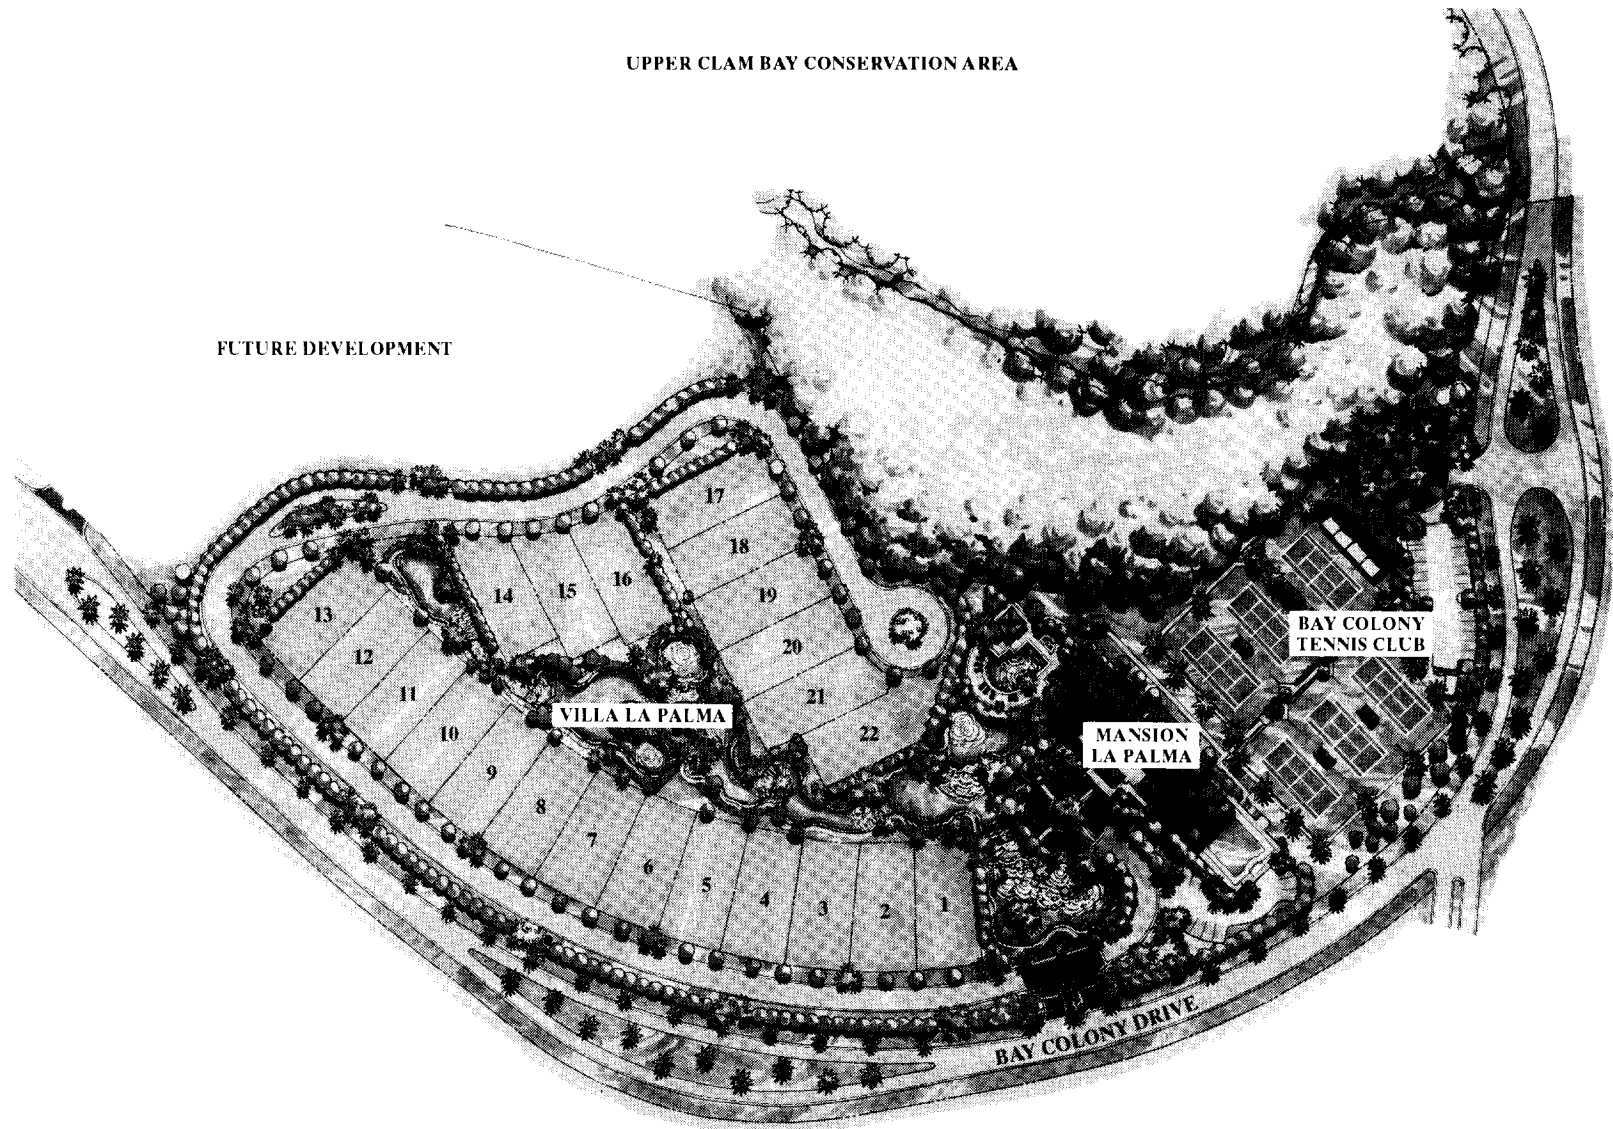 UPPER CLAM BAY CONSERVATION AREA
FUTURE DEVELOPMENT
17
18
16
15
14
19
13
20
12
11
21
10
22
9
8
7
6
5
4
3
2
1
VILLA LA PALMA
MANSION
LA PALMA
BAY COLONY
TENNIS CLUB
BAY COLONY DRIVE